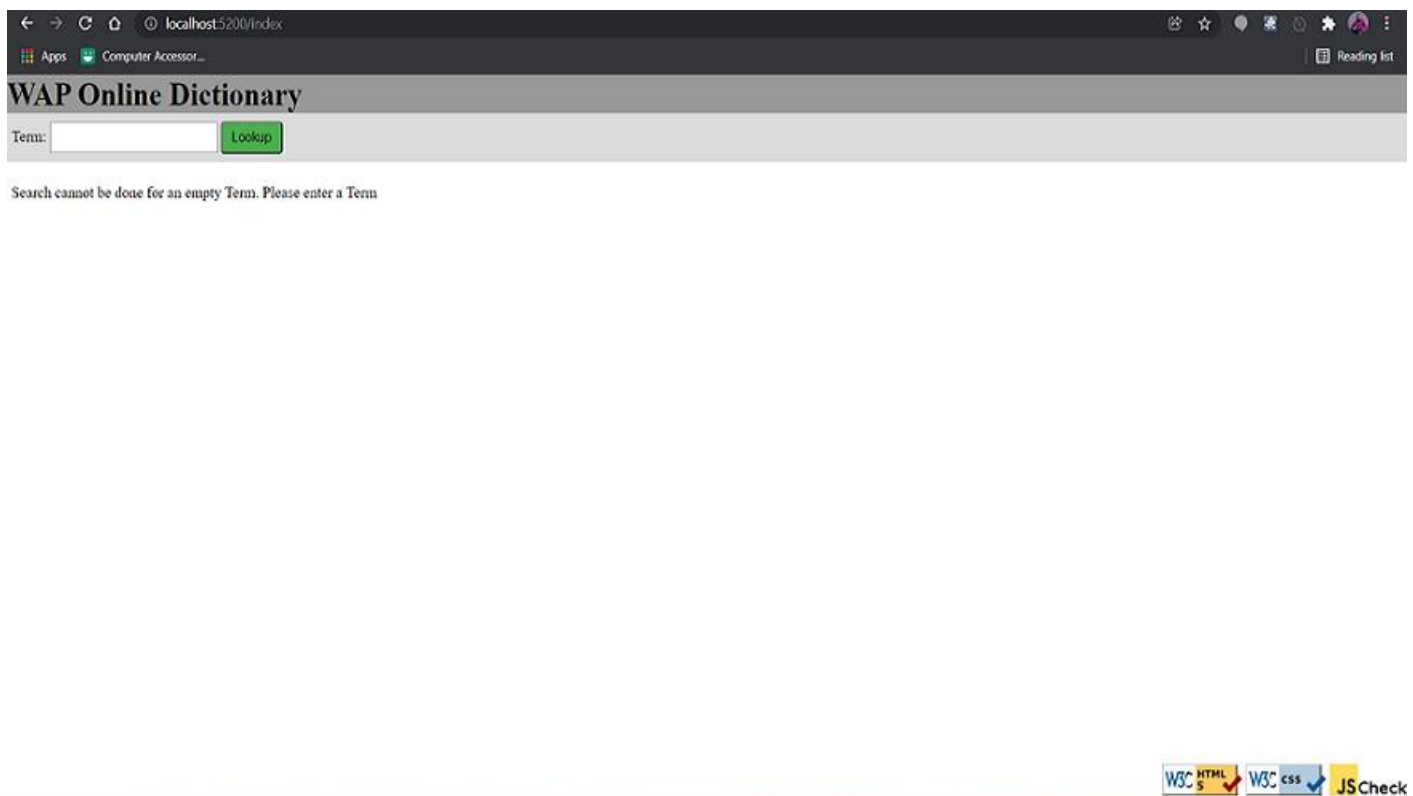 localhost:5200/index
Apps Computer Accessor... Reading list
WAP Online Dictionary
Term: Lookup
Search cannot be done for an empty Term. Please enter a Term
W3C HTML 5 W3C css JS Check